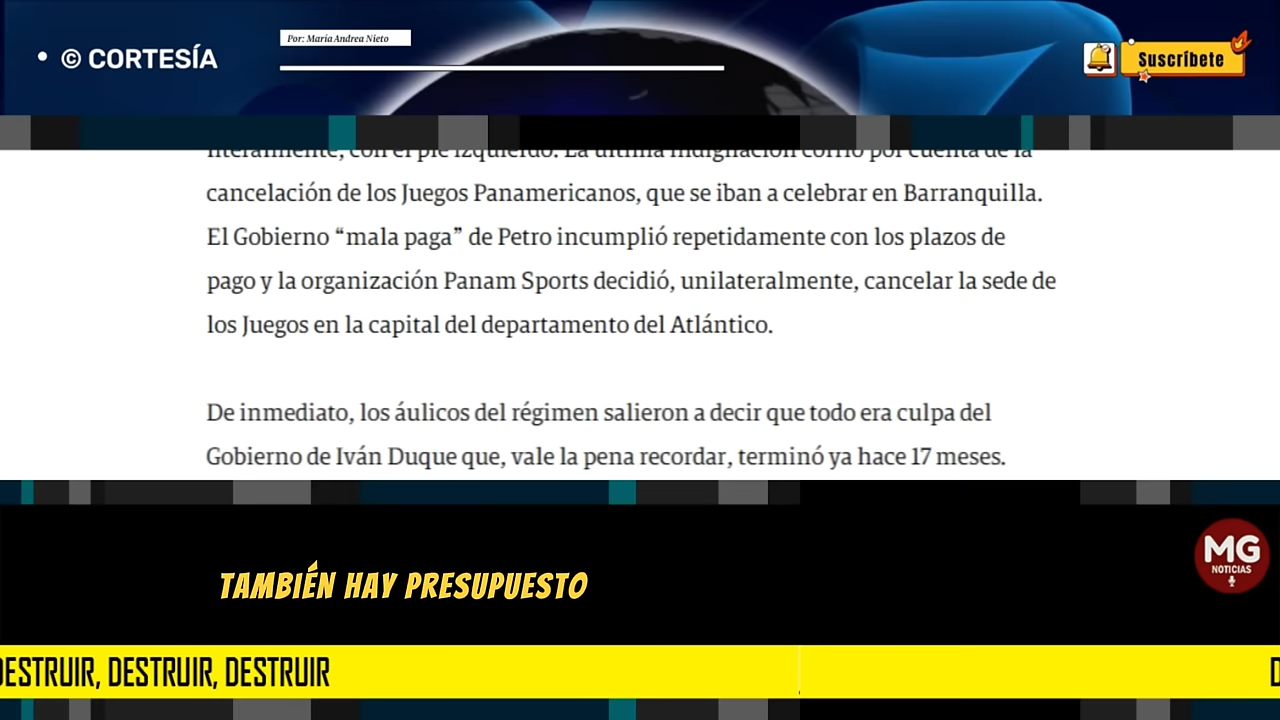 • © CORTESÍA
Por: María Andrea Nieto
Suscríbete
literalmente, con el pie izquierdo. La última indignación corrió por cuenta de la
cancelación de los Juegos Panamericanos, que se iban a celebrar en Barranquilla.
El Gobierno “mala paga” de Petro incumplió repetidamente con los plazos de
pago y la organización Panam Sports decidió, unilateralmente, cancelar la sede de
los Juegos en la capital del departamento del Atlántico.
De inmediato, los áulicos del régimen salieron a decir que todo era culpa del
Gobierno de Iván Duque que, vale la pena recordar, terminó ya hace 17 meses.
MG
NOTICIAS
TAMBIÉN HAY PRESUPUESTO
DESTRUIR, DESTRUIR, DESTRUIR